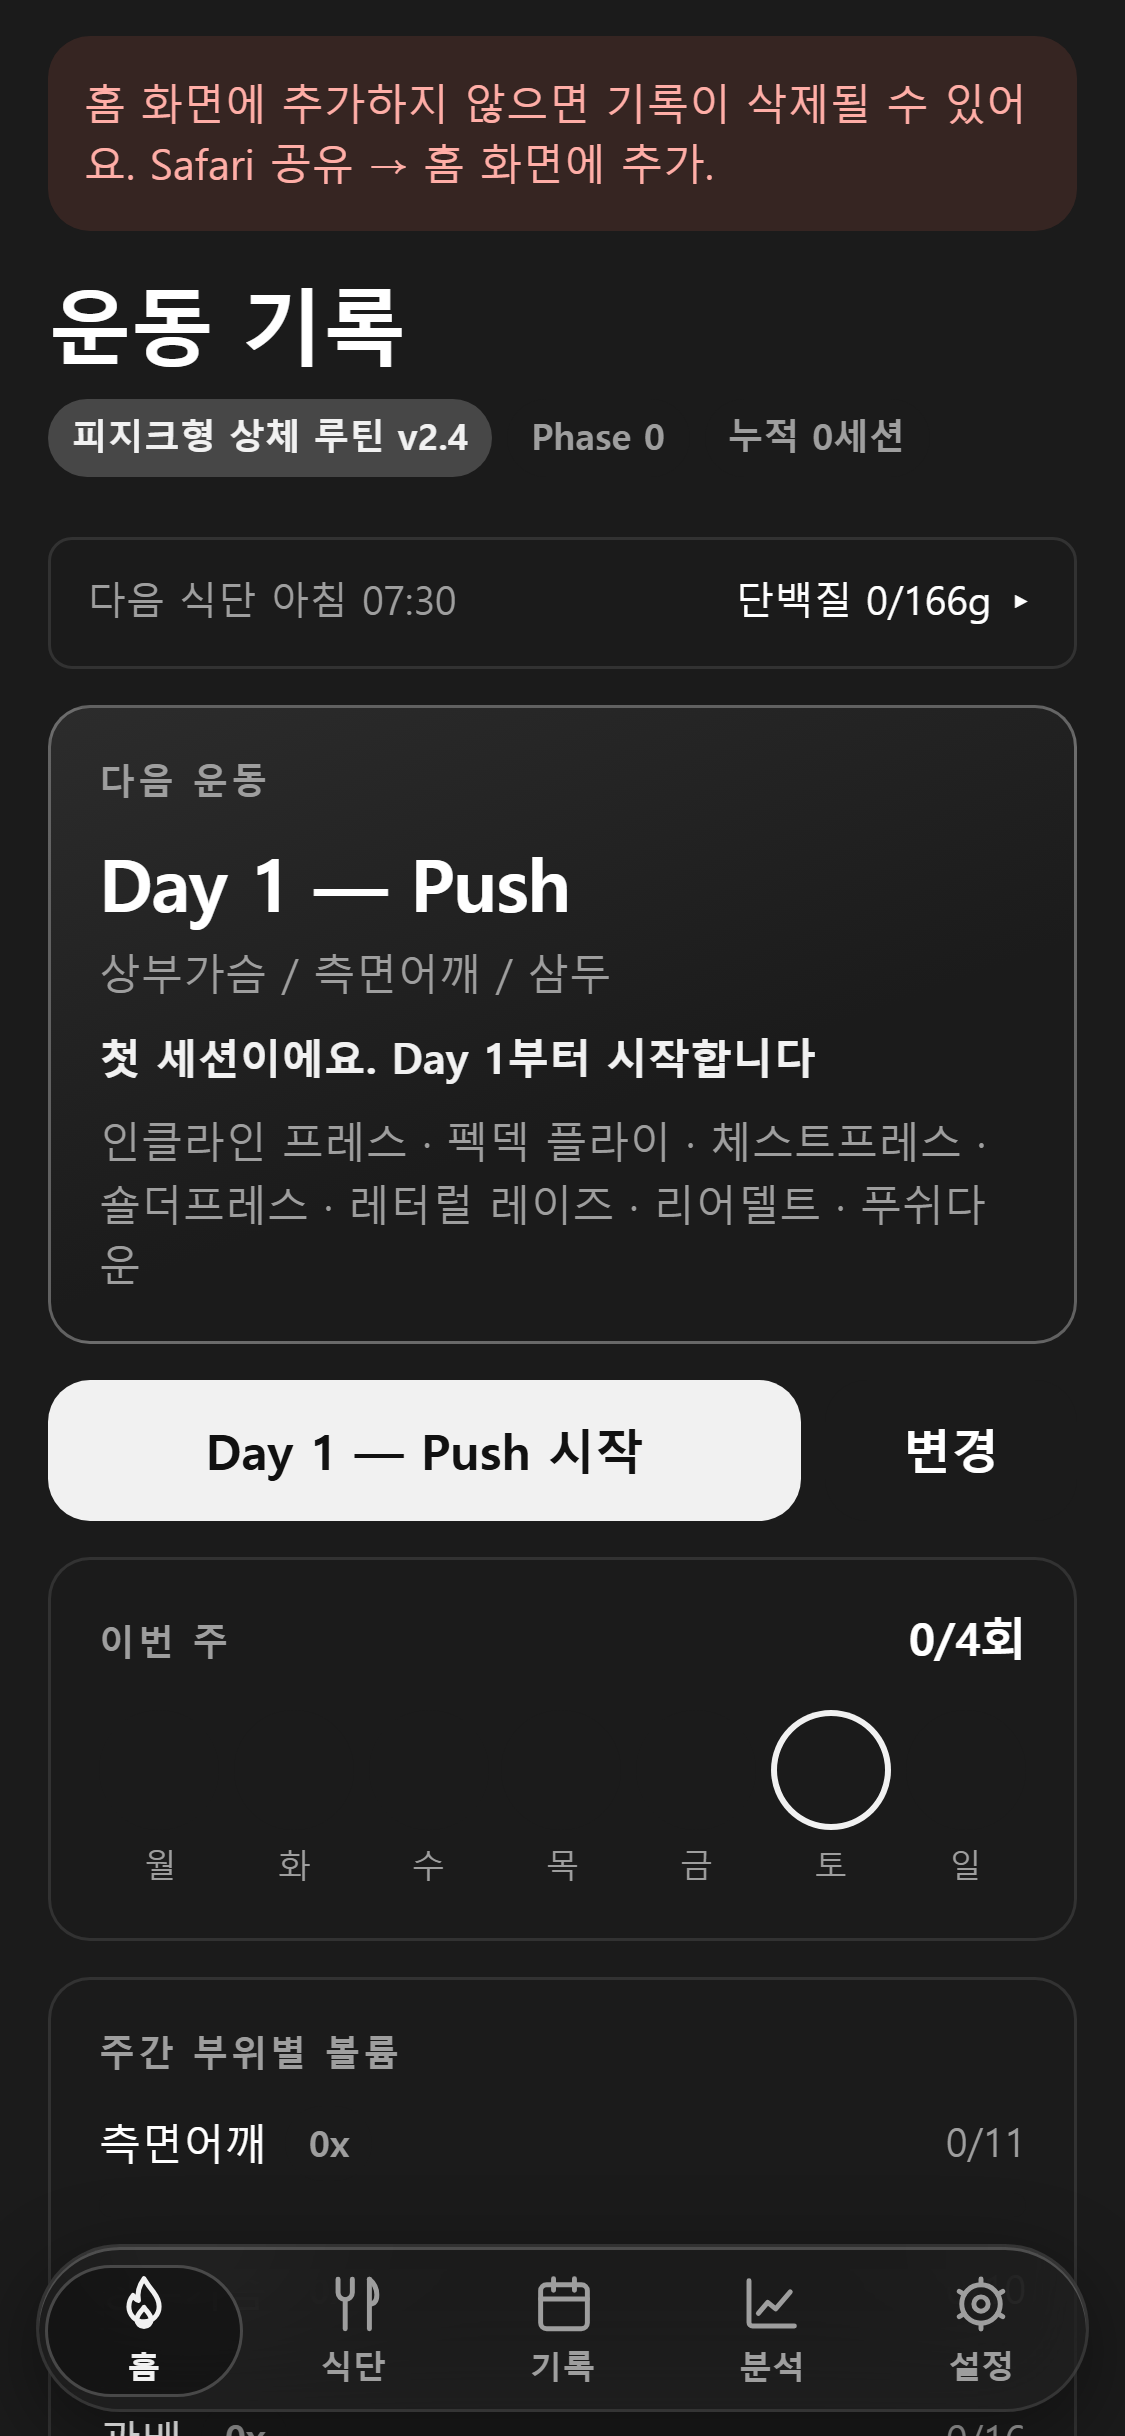 홈 화면에 추가하지 않으면 기록이 삭제될 수 있어
요. Safari 공유 → 홈 화면에 추가.
운동 기록
피지크형 상체 루틴 v2.4 Phase 0 누적 0세션
다음 식단 아침 07:30 단백질 0/166g ▸
다음 운동
Day 1 — Push
상부가슴 / 측면어깨 / 삼두
첫 세션이에요. Day 1부터 시작합니다
인클라인 프레스 · 펙덱 플라이 · 체스트프레스 ·
숄더프레스 · 레터럴 레이즈 · 리어델트 · 푸쉬다
운
Day 1 — Push 시작 변경
이번 주 0/4회
월 화 수 목 금 토 일
주간 부위별 볼륨
측면어깨 0x 0/11
홈 식단 기록 분석 설정